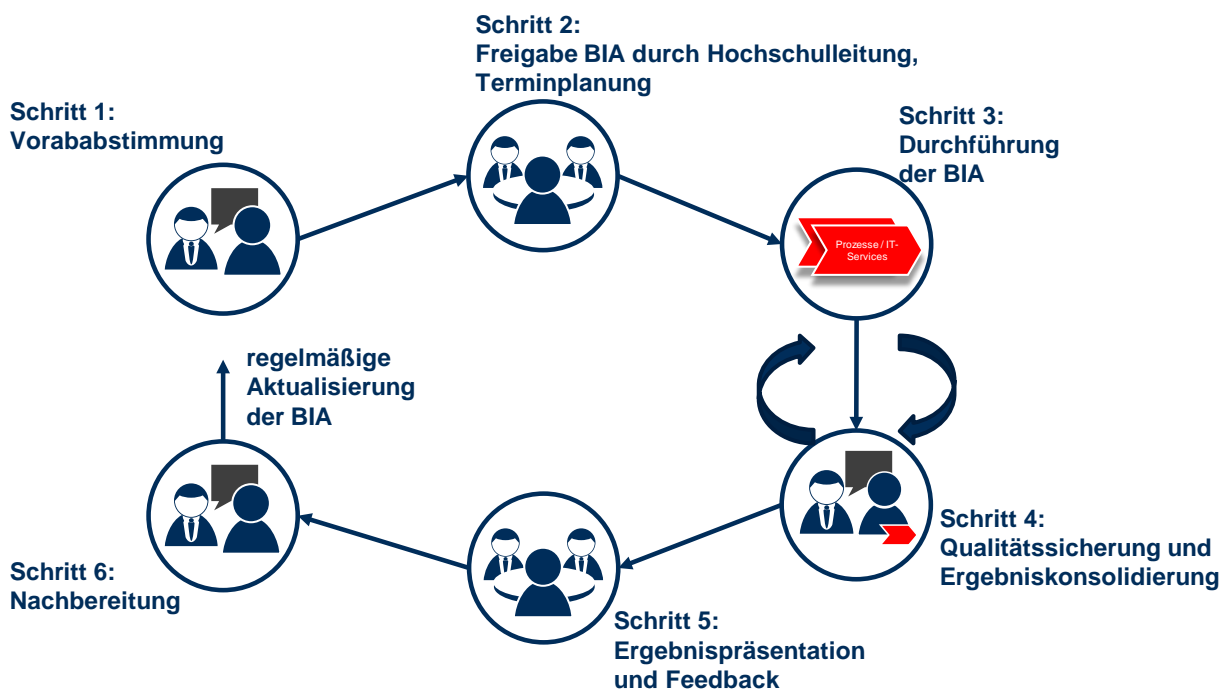 Schritt 1:
Vorababstimmung
Schritt 2:
Freigabe BIA durch Hochschulleitung,
Terminplanung
Schritt 3:
Durchführung
der BIA
Prozesse / IT-
Services
Schritt 4:
Qualitätssicherung und
Ergebniskonsolidierung
Schritt 5:
Ergebnispräsentation
und Feedback
Schritt 6:
Nachbereitung
regelmäßige
Aktualisierung
der BIA